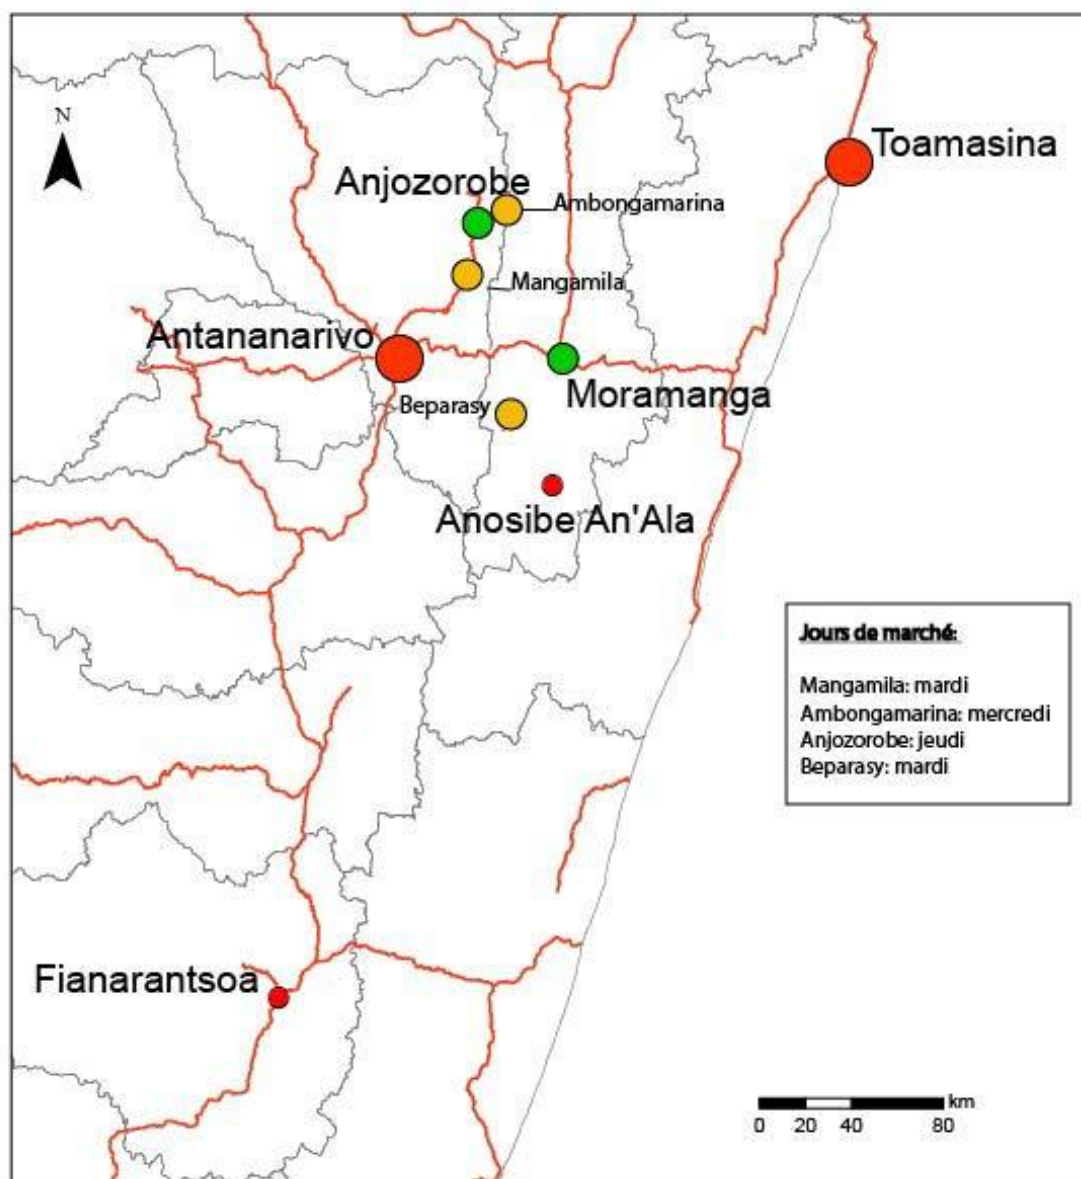 N
Toamasina
Anjozorobe
Ambongamarina
Mangamila
Antananarivo
Moramanga
Beparasy
Anosibe An'Ala
Jours de marché:
Mangamila: mardi
Ambongamarina: mercredi
Anjozorobe: jeudi
Beparasy: mardi
Fianarantsoa
km
0 20 40 80